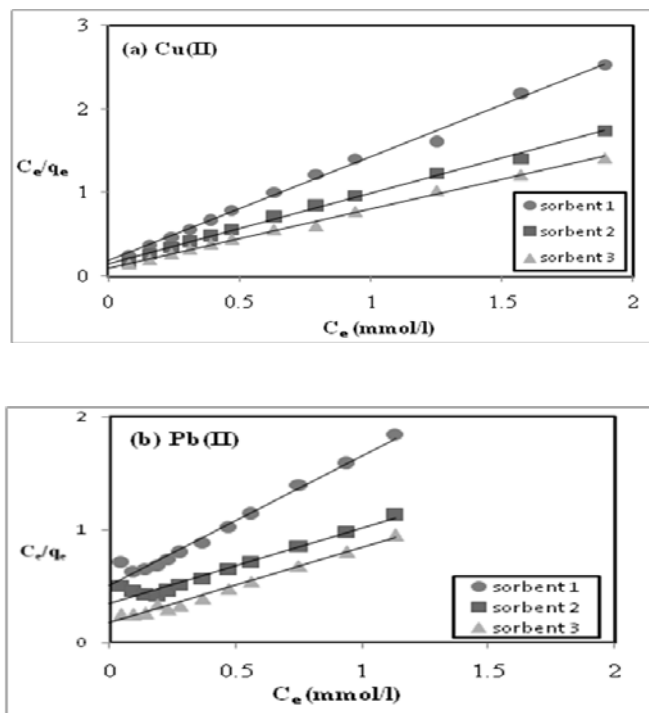 (a) Cu(II)
3
2
1
0
Cₑ/qₑ
sorbent 1
sorbent 2
sorbent 3
0 0.5 1 1.5 2
Cₑ (mmol/l)
(b) Pb(II)
2
1
0
Cₑ/qₑ
sorbent 1
sorbent 2
sorbent 3
0 0.5 1 1.5 2
Cₑ (mmol/l)